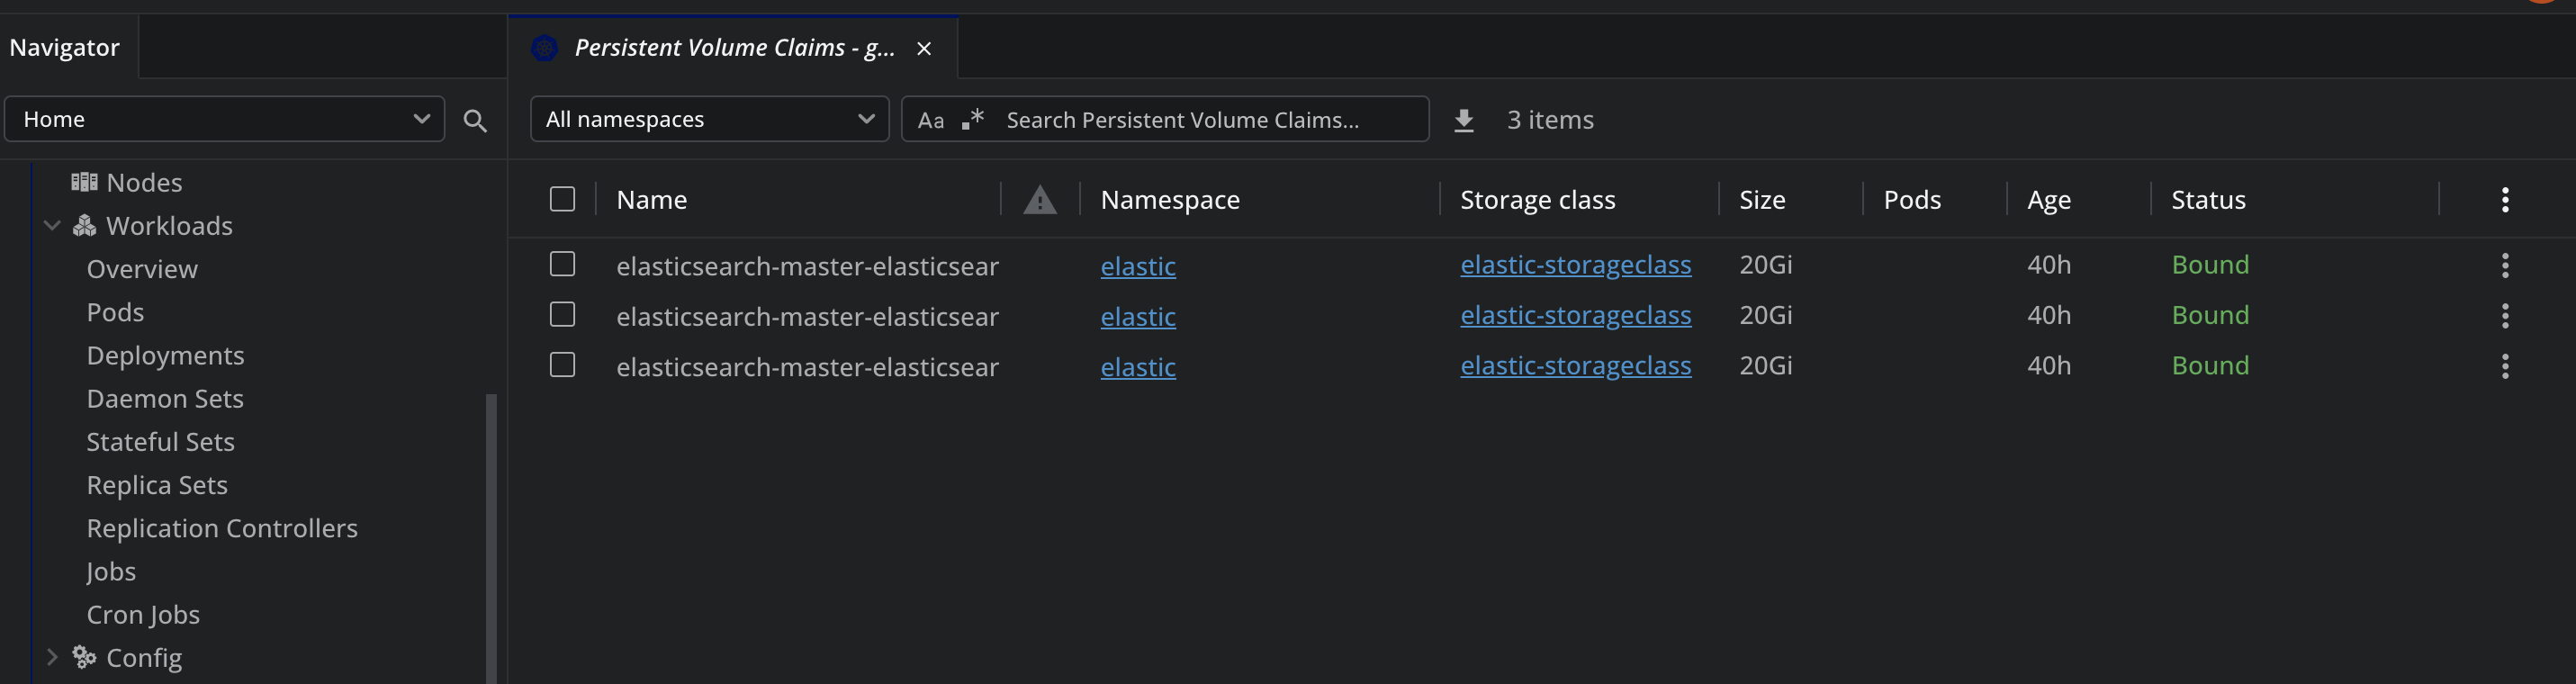 Navigator
Persistent Volume Claims - g...
Home
All namespaces
Aa .* Search Persistent Volume Claims...
3 items
Nodes
Workloads
Overview
Pods
Deployments
Daemon Sets
Stateful Sets
Replica Sets
Replication Controllers
Jobs
Cron Jobs
Config
Name Namespace Storage class Size Pods Age Status
elasticsearch-master-elasticsear elastic elastic-storageclass 20Gi 40h Bound
elasticsearch-master-elasticsear elastic elastic-storageclass 20Gi 40h Bound
elasticsearch-master-elasticsear elastic elastic-storageclass 20Gi 40h Bound